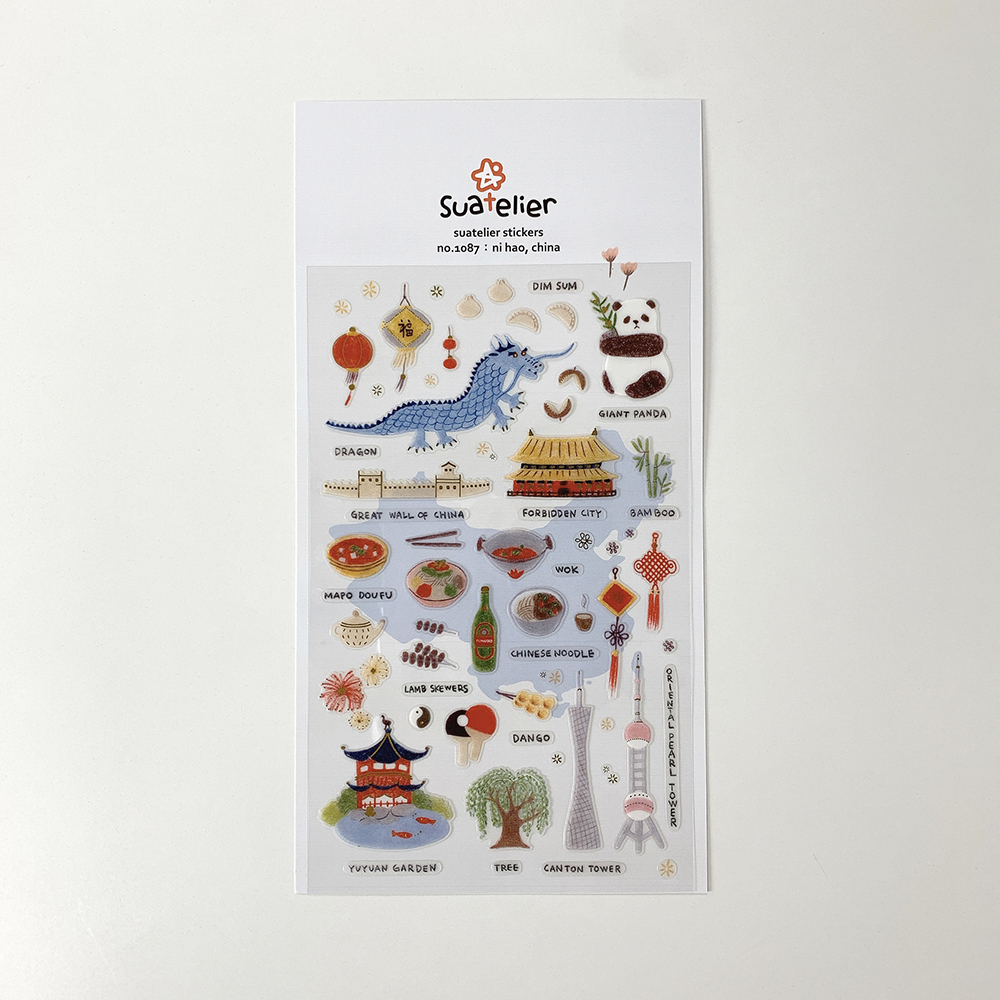 suatelier
suatelier stickers
no.1087 : ni hao, china
DIM SUM
福
GIANT PANDA
DRAGON
GREAT WALL OF CHINA
FORBIDDEN CITY
BAMBOO
WOK
MAPO DOUFU
CHINESE NOODLE
LAMB SKEWERS
ORIENTAL PEARL TOWER
DANGO
YUYUAN GARDEN
TREE
CANTON TOWER